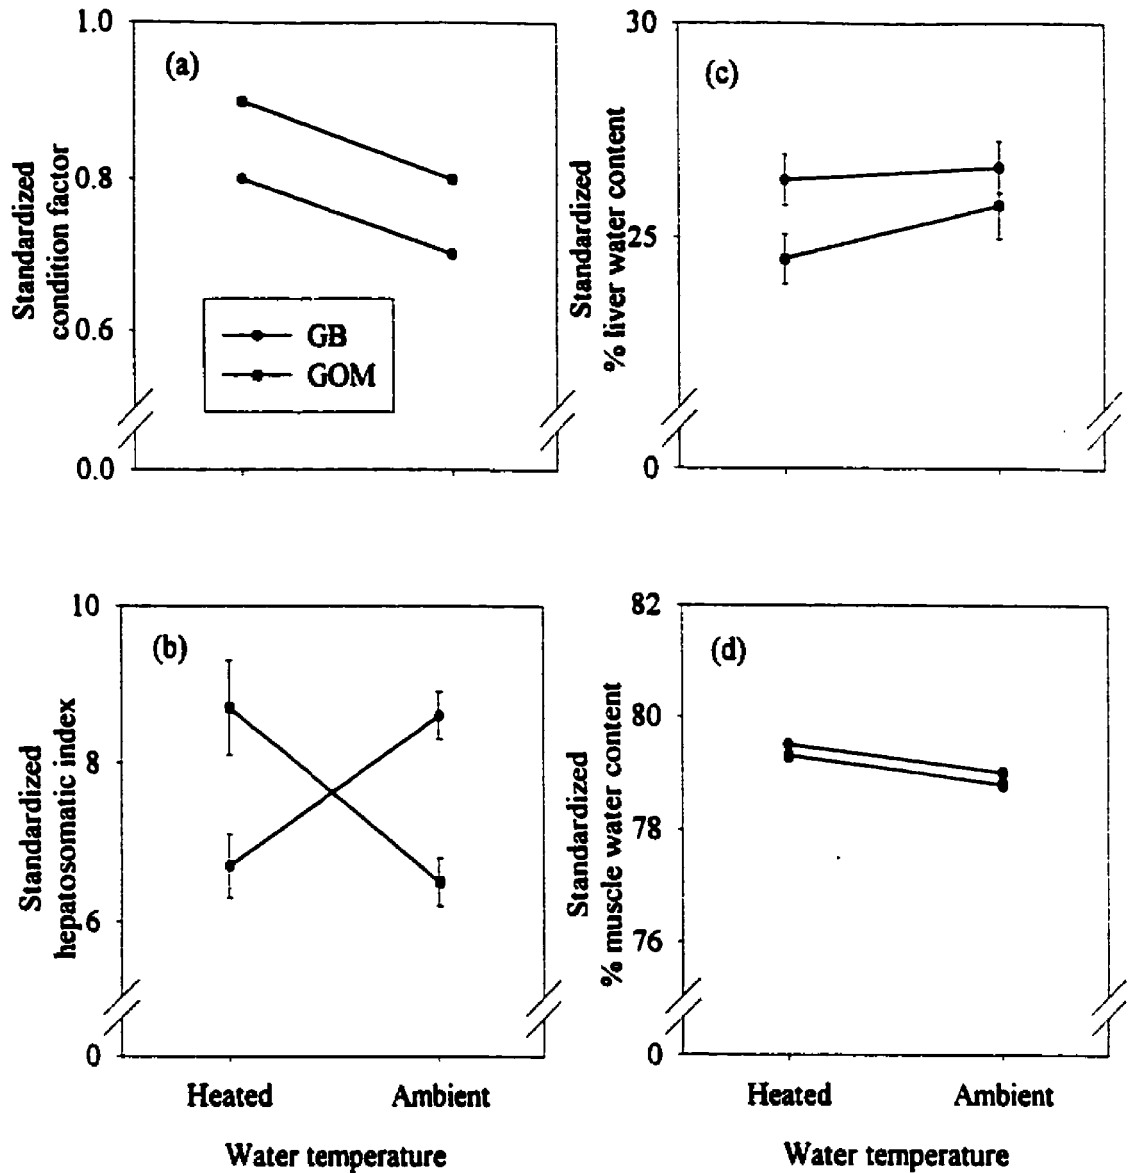 1.0
(a)
0.8
0.6
0.0
Standardized
condition factor
GB
GOM
30
(c)
25
0
Standardized
% liver water content
10
(b)
8
6
0
Standardized
hepatosomatic index
Heated
Ambient
Water temperature
82
(d)
80
78
76
0
Standardized
% muscle water content
Heated
Ambient
Water temperature